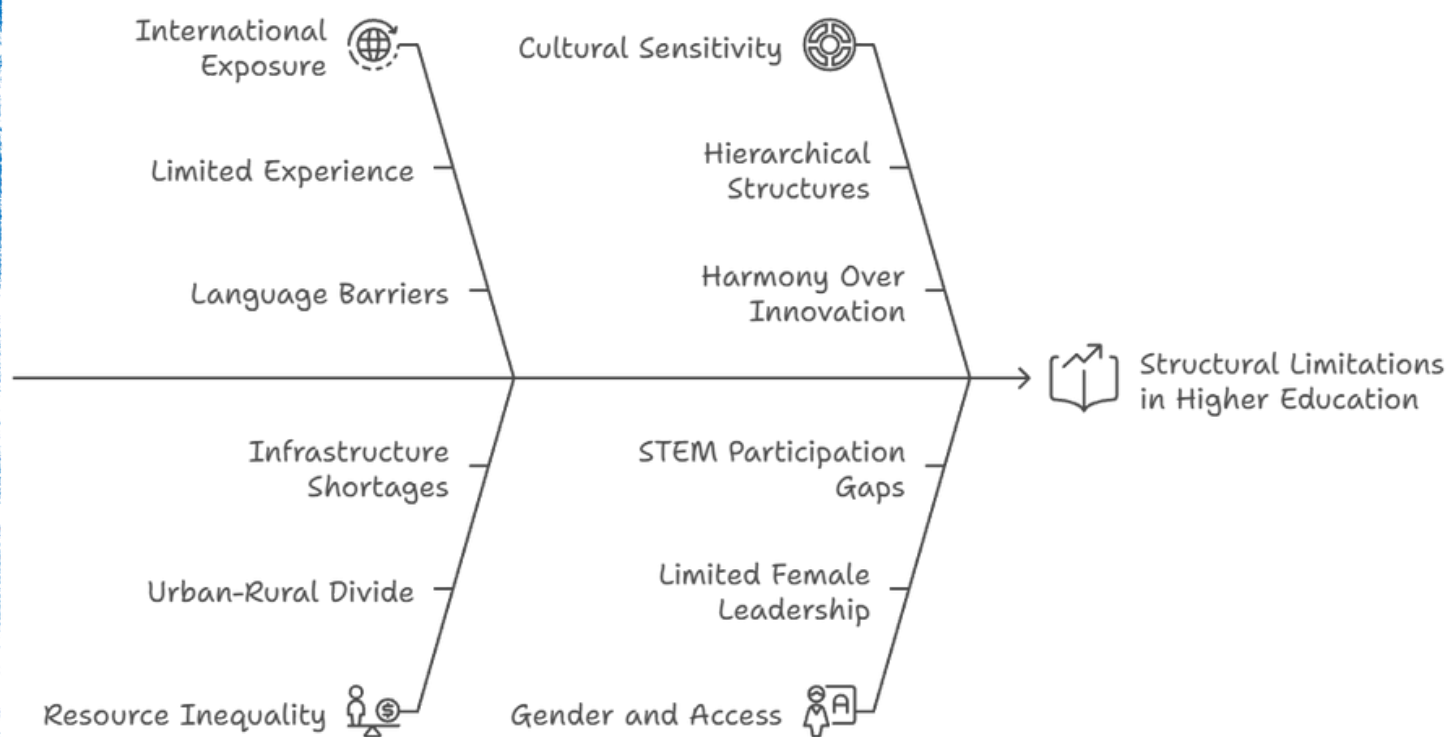 International
Exposure
Limited Experience
Language Barriers
Cultural Sensitivity
Hierarchical
Structures
Harmony Over
Innovation
Structural Limitations
in Higher Education
Infrastructure
Shortages
Urban-Rural Divide
Resource Inequality
$
STEM Participation
Gaps
Limited Female
Leadership
Gender and Access
A